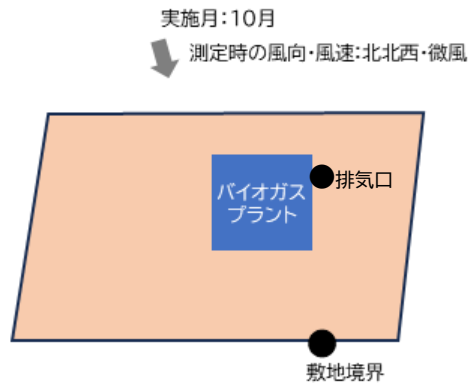 実施月：10月
測定時の風向・風速：北北西・微風
排気口
バイオガス
プラント
敷地境界